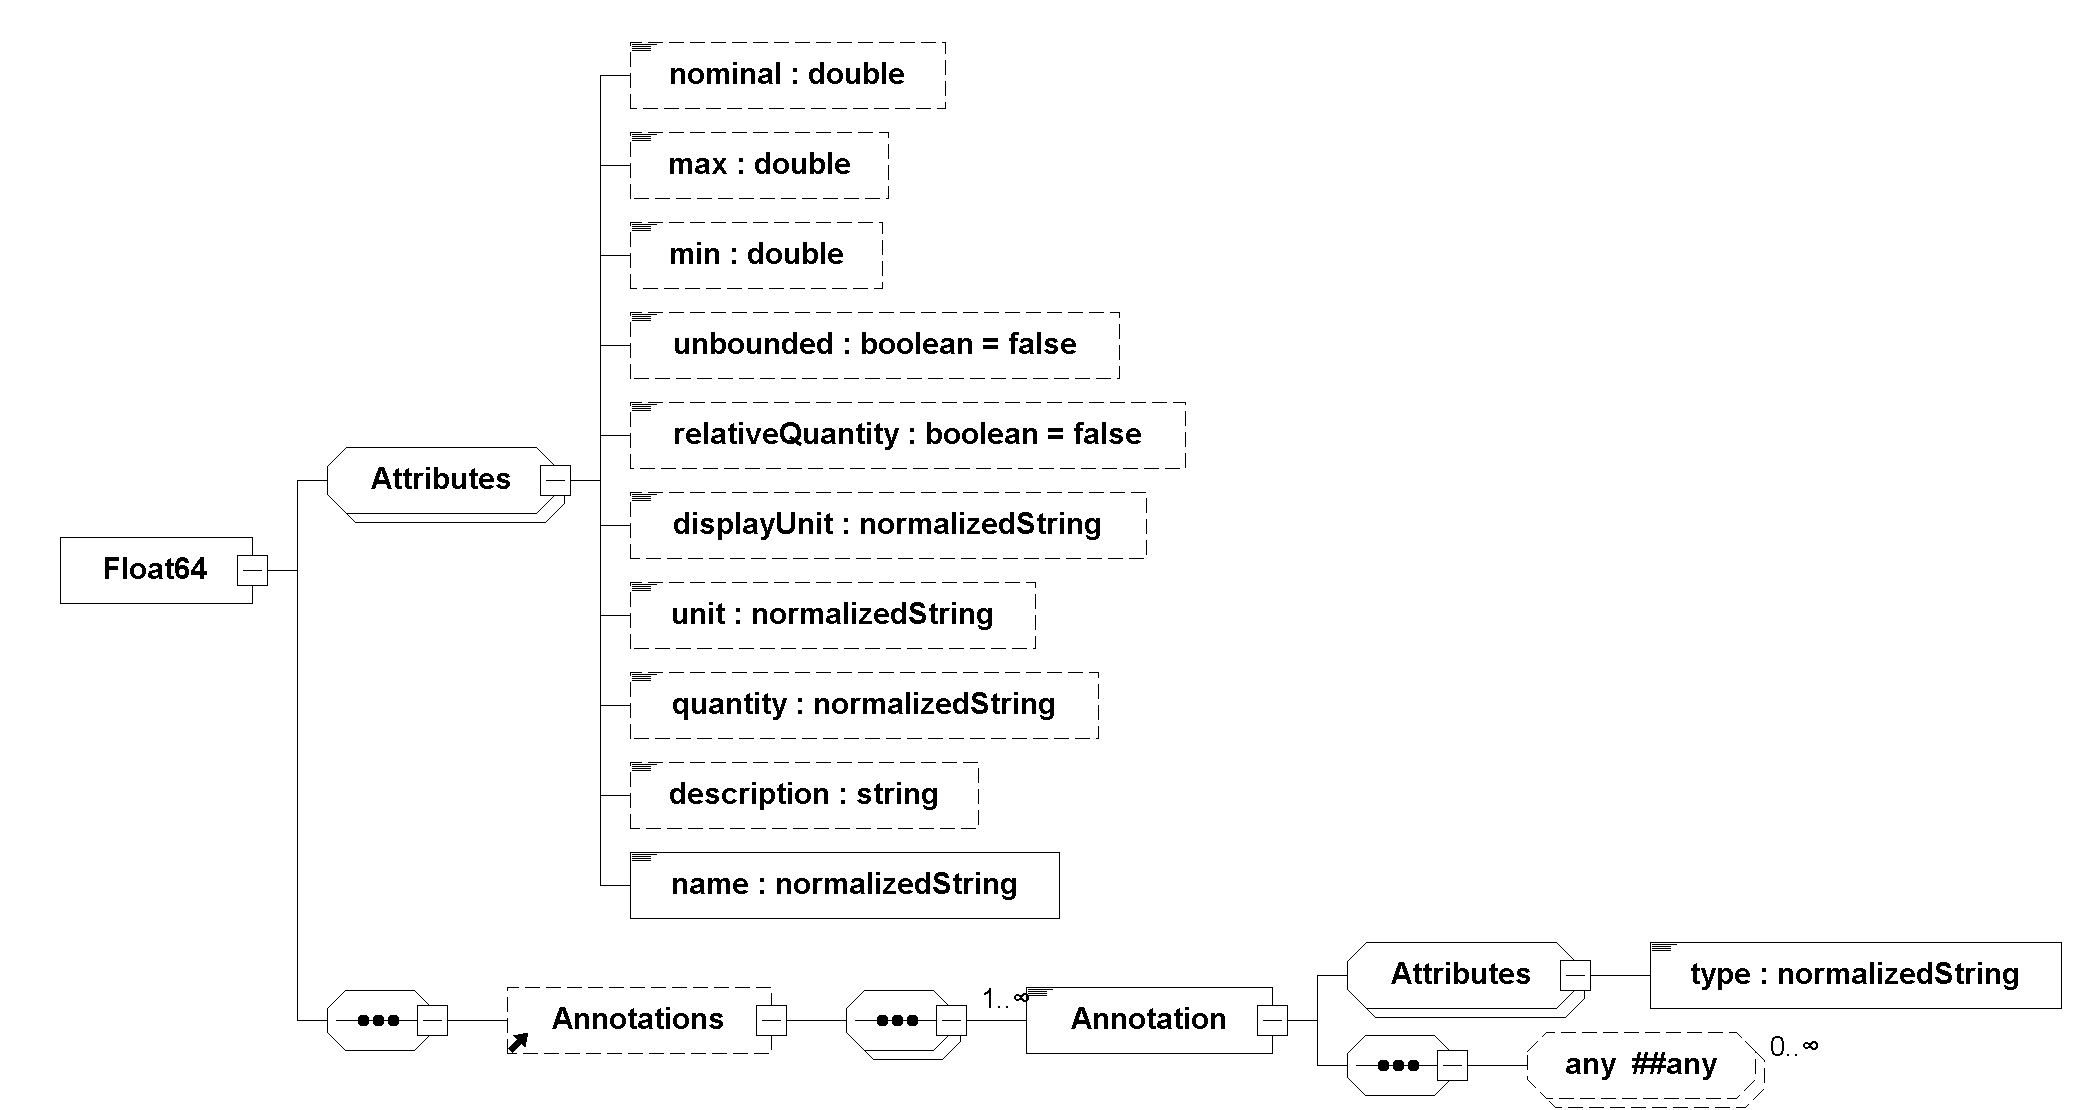 nominal : double
max : double
min : double
unbounded : boolean = false
relativeQuantity : boolean = false
Attributes
displayUnit : normalizedString
Float64
unit : normalizedString
quantity : normalizedString
description : string
name : normalizedString
Attributes
type : normalizedString
Annotations
1..∞
Annotation
any ##any
0..∞